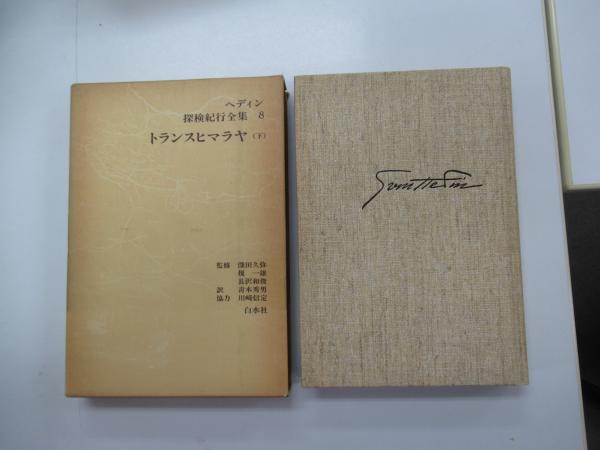 ヘディン
探検紀行全集 8
トランスヒマラヤ（下）
監修 深田久弥
榎 一雄
長沢和俊
訳 青木秀男
協力 川崎信定
白水社
Sven Hedin